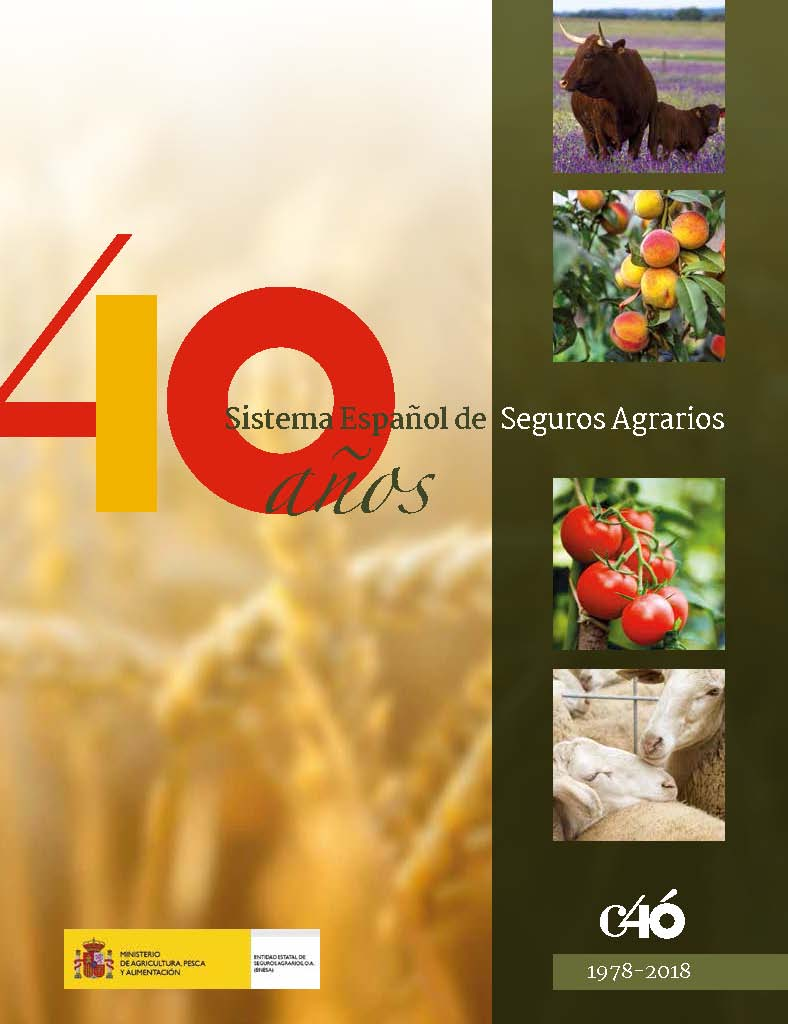 40
Sistema Español de Seguros Agrarios
años
MINISTERIO
DE AGRICULTURA, PESCA
Y ALIMENTACIÓN
ENTIDAD ESTATAL DE
SEGUROS AGRARIOS, O.A.
(ENESA)
c40
1978-2018